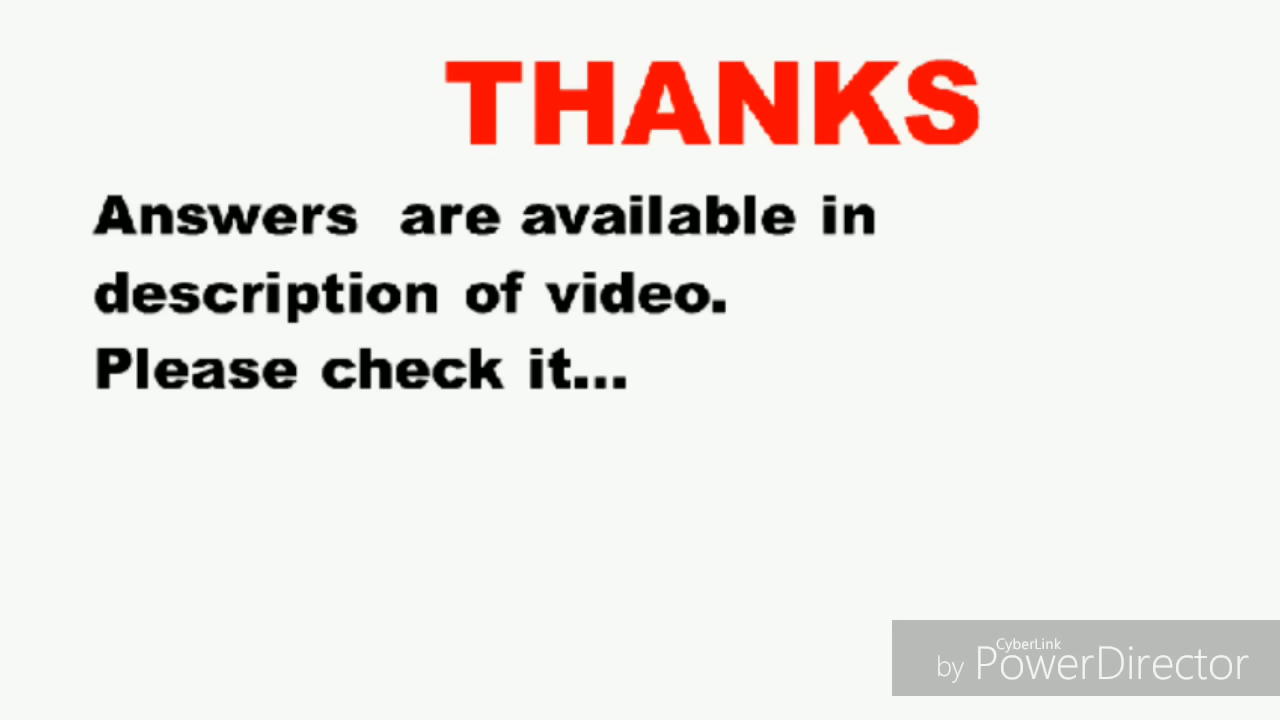 THANKS
Answers are available in
description of video.
Please check it...
CyberLink
by PowerDirector